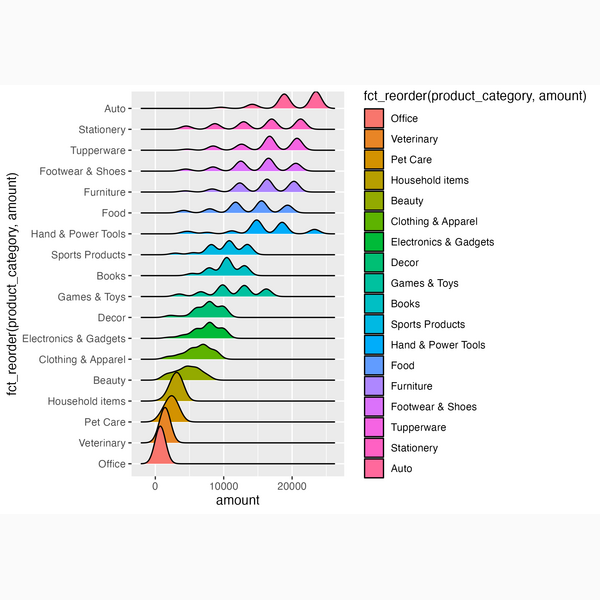 fct_reorder(product_category, amount)
Auto
Stationery
Tupperware
Footwear & Shoes
Furniture
Food
Hand & Power Tools
Sports Products
Books
Games & Toys
Decor
Electronics & Gadgets
Clothing & Apparel
Beauty
Household items
Pet Care
Veterinary
Office
0 10000 20000
amount
fct_reorder(product_category, amount)
Office
Veterinary
Pet Care
Household items
Beauty
Clothing & Apparel
Electronics & Gadgets
Decor
Games & Toys
Books
Sports Products
Hand & Power Tools
Food
Furniture
Footwear & Shoes
Tupperware
Stationery
Auto